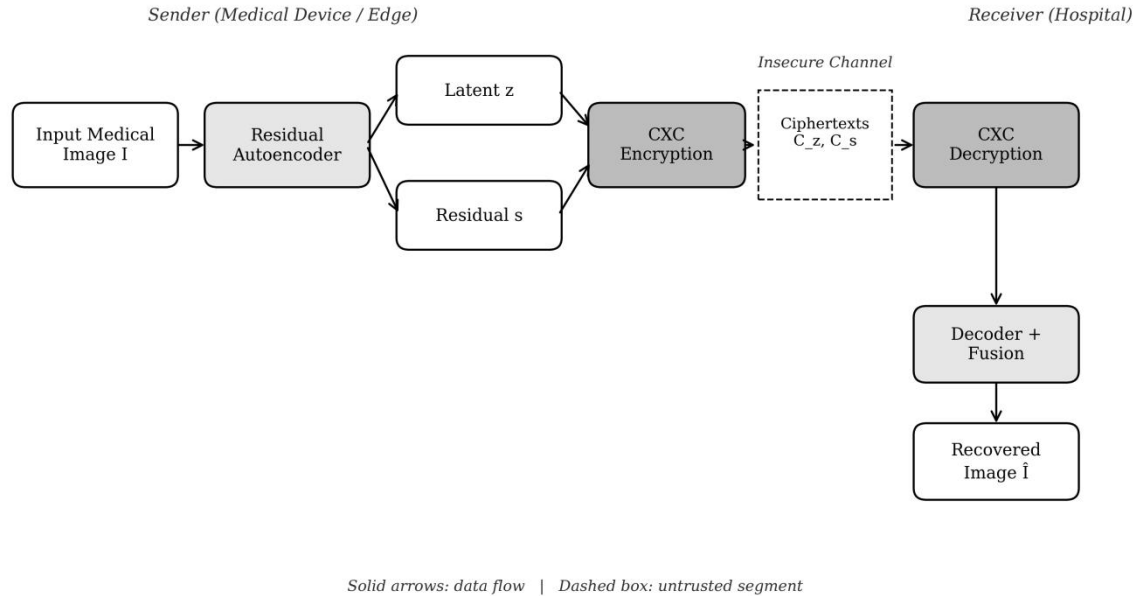 Sender (Medical Device / Edge)
Receiver (Hospital)
Input Medical
Image I
Residual
Autoencoder
Latent z
Residual s
CXC
Encryption
Insecure Channel
Ciphertexts
C_z, C_s
CXC
Decryption
Decoder +
Fusion
Recovered
Image Î
Solid arrows: data flow | Dashed box: untrusted segment